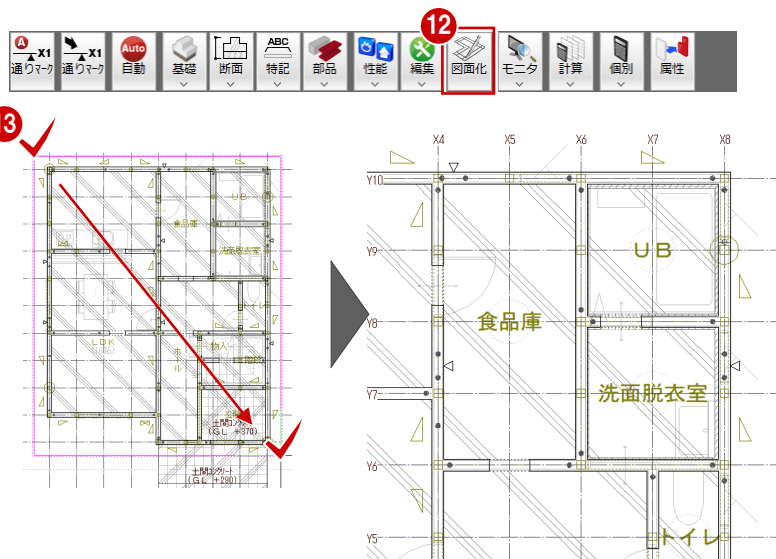 12
A X1 X1 Auto ABC
通りマーク 通りマーク 自動 基礎 断面 特記 部品 性能 編集 図面化 モニタ 計算 個別 属性
13
UB
食品庫
洗面脱衣室
トイレ
LDK
ホール
物入
土間コンクリート
(GL +370)
土間コンクリート
(GL +290)
X4 X5 X6 X7 X8
Y10
Y9
UB
Y8
食品庫
Y7
洗面脱衣室
Y6
Y5
トイレ